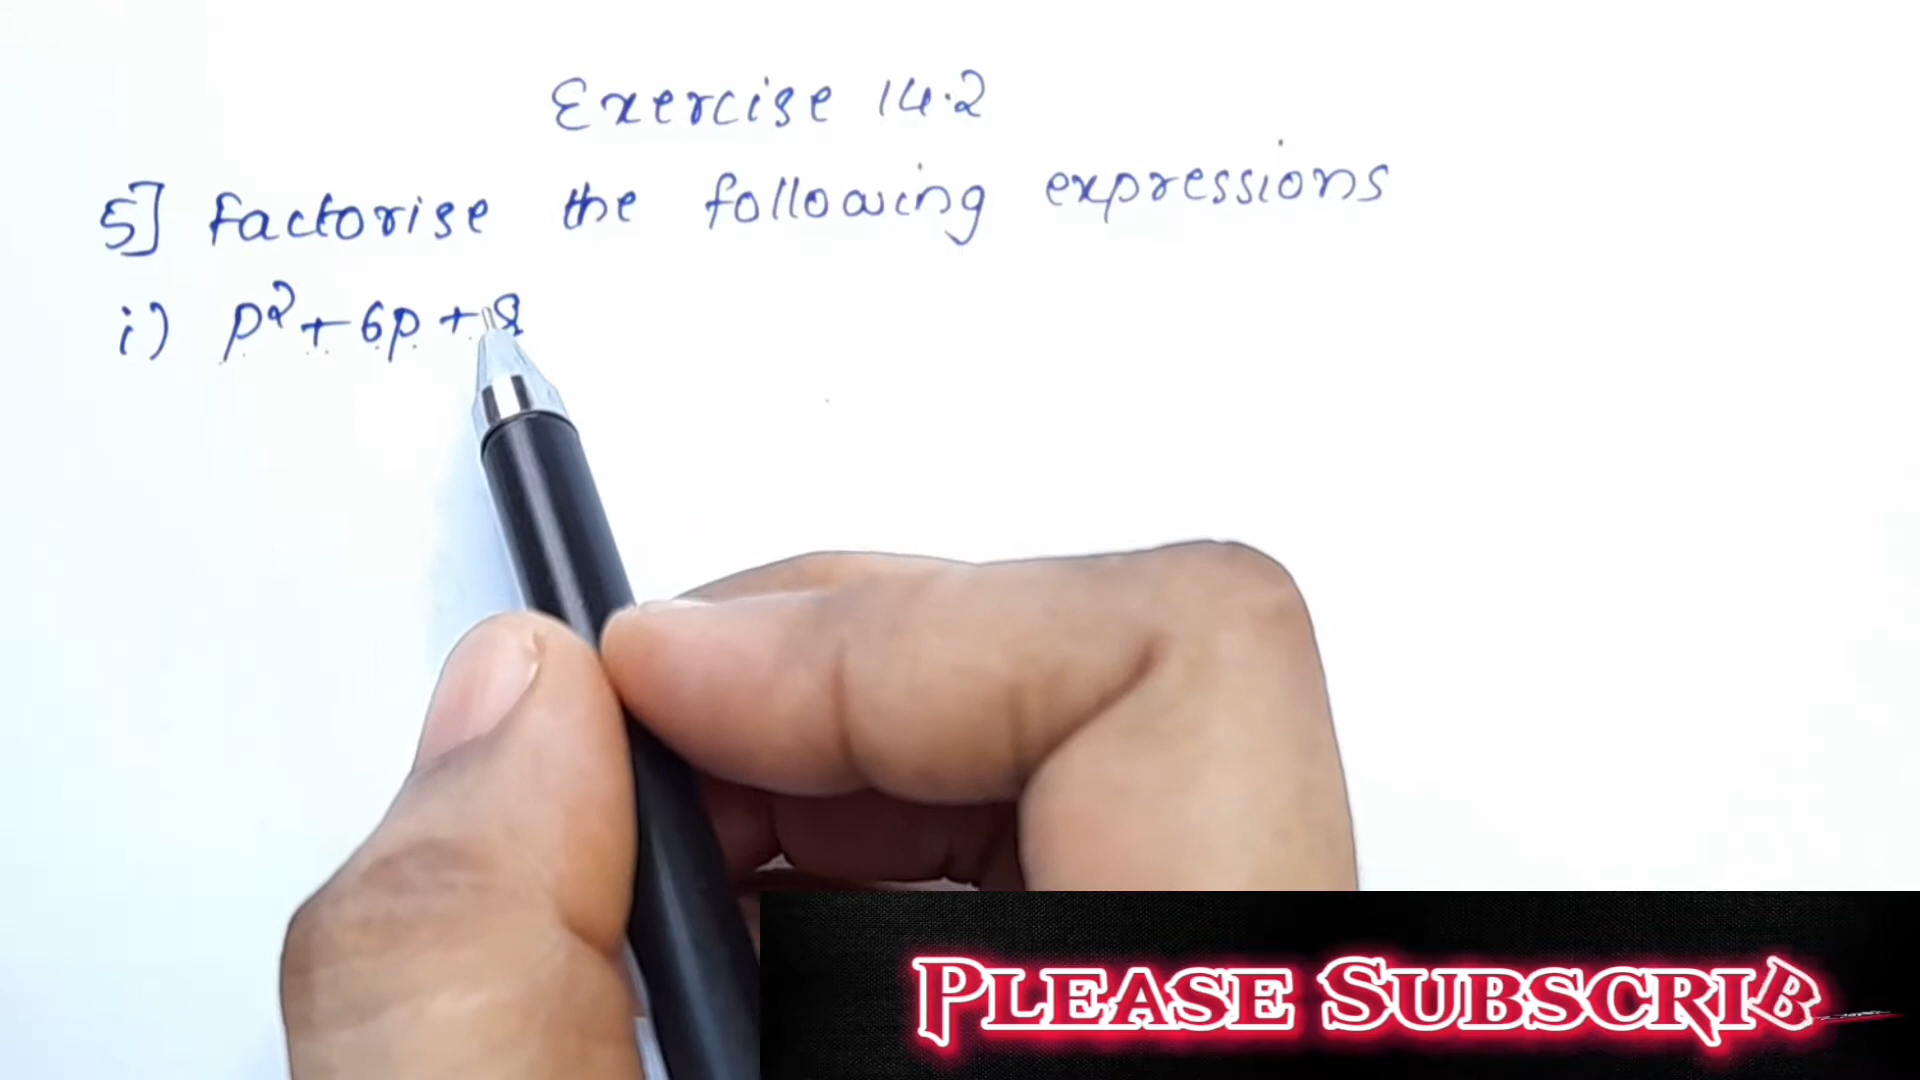 Exercise 14.2
5] Factorise the following expressions
i) p²+6p+8
PLEASE SUBSCRIB